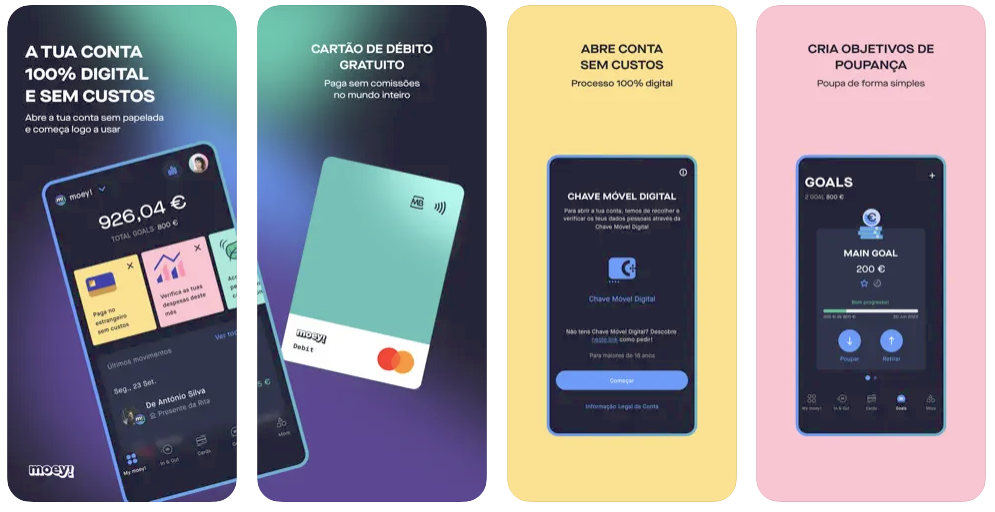 A TUA CONTA
100% DIGITAL
E SEM CUSTOS
Abre a tua conta sem papelada
e começa logo a usar
moey!
926,04 €
TOTAL GOALS 800 €
Paga no
estrangeiro
sem custos
Verifica as tuas
despesas deste
mês
Últimos movimentos
Seg., 23 Set.
De António Silva
Presente da Rita
My moey!
In & Out
Cards
More
moey!
CARTÃO DE DÉBITO
GRATUITO
Paga sem comissões
no mundo inteiro
MB
moey!
Debit
ABRE CONTA
SEM CUSTOS
Processo 100% digital
CHAVE MÓVEL DIGITAL
Para abrir a tua conta, temos de recolher e
verificar os teus dados pessoais através da
Chave Móvel Digital
Chave Móvel Digital
Não tens Chave Móvel Digital? Descobre
neste link como pedir!
Para maiores de 18 anos
Começar
Informação Legal da Conta
CRIA OBJETIVOS DE
POUPANÇA
Poupa de forma simples
GOALS
2 GOAL 800 €
MAIN GOAL
200 €
Bom progresso!
Poupar
Retirar
My moey!
In & Out
Cards
Goals
More